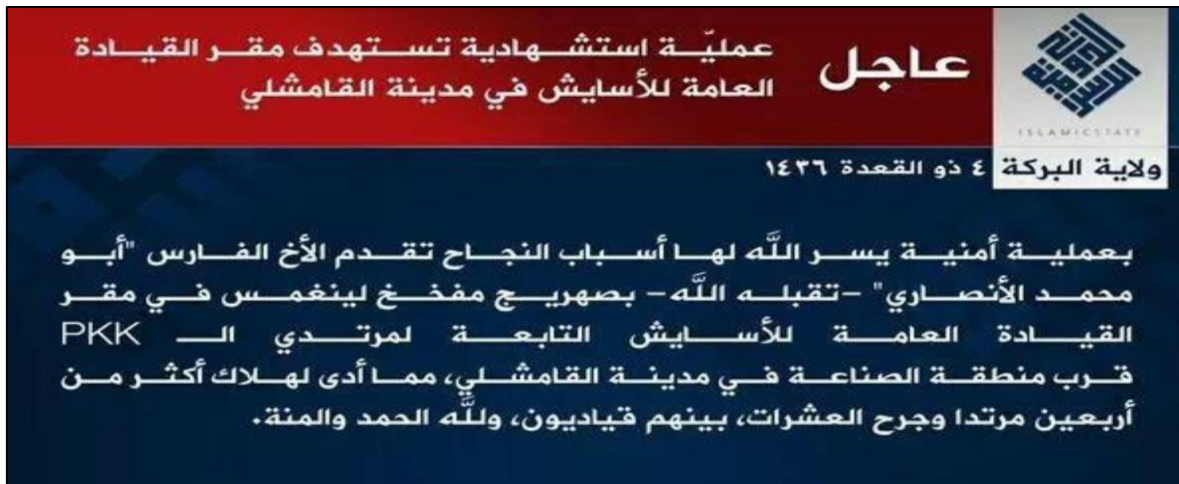 عاجل
عمليّة استشهادية تستهدف مقر القيادة
العامة للأسايش في مدينة القامشلي
ISLAMICSTATE
ولاية البركة ٤ ذو القعدة ١٤٣٦
بعملية أمنية يسر اللَّه لها أسباب النجاح تقدم الأخ الفارس "أبو
محمد الأنصاري" –تقبله اللَّه– بصهريج مفخخ لينغمس في مقر
القيادة العامة للأسايش التابعة لمرتدي الـ PKK
قرب منطقة الصناعة في مدينة القامشلي، مما أدى لهلاك أكثر من
أربعين مرتدا وجرح العشرات، بينهم قياديون، وللَّه الحمد والمنة.